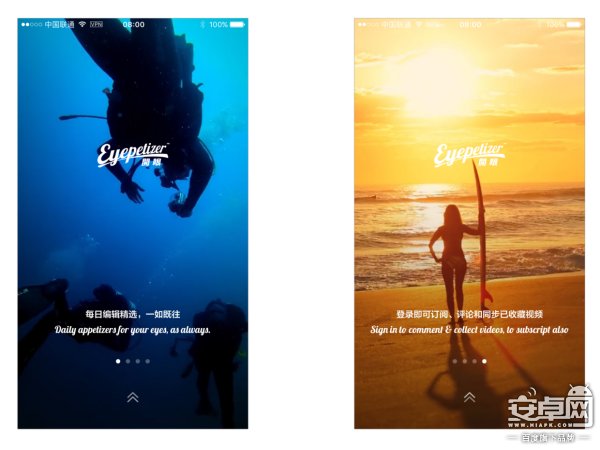 中国联通 VPN 08:00 100%
Eyepetizer
開眼
每日编辑精选，一如既往
Daily appetizers for your eyes, as always.
中国联通 08:00 100%
Eyepetizer
開眼
登录即可订阅、评论和同步已收藏视频
Sign in to comment & collect videos, to subscript also
安卓网
WWW.HIAPK.COM
百度旗下品牌